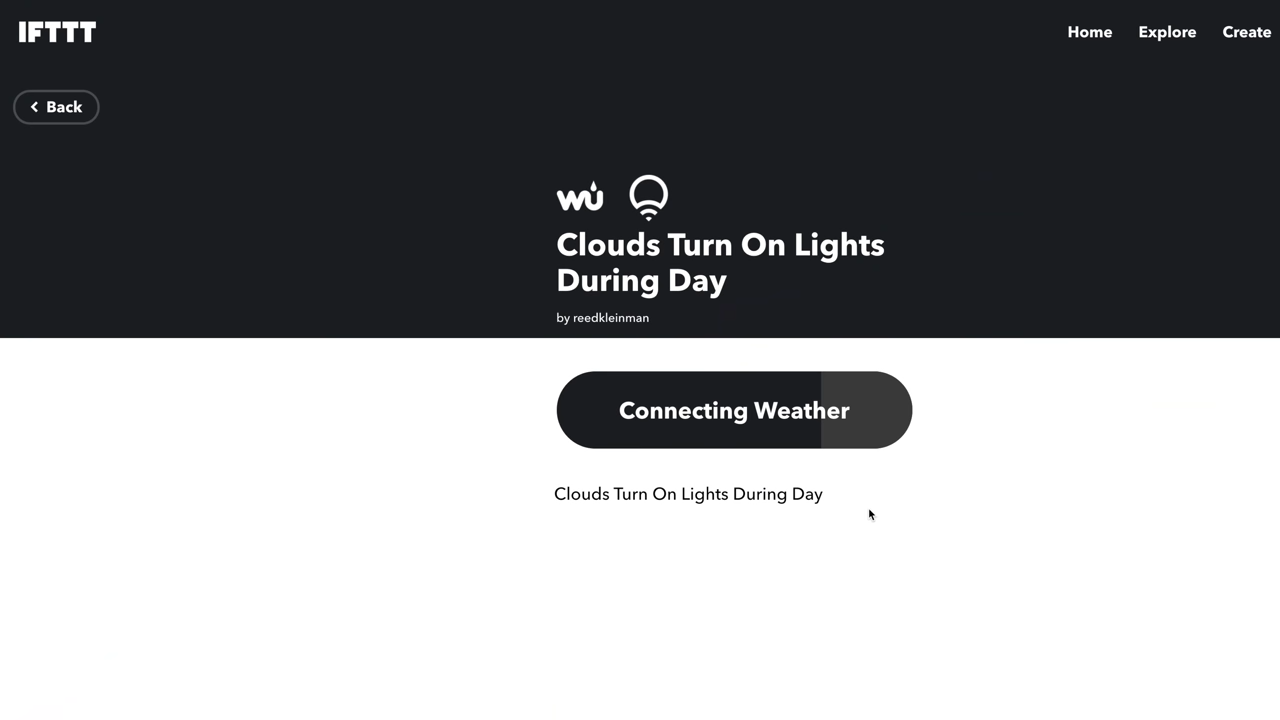 IFTTT
Home Explore Create
Back
wu
Clouds Turn On Lights
During Day
by reedkleinman
Connecting Weather
Clouds Turn On Lights During Day